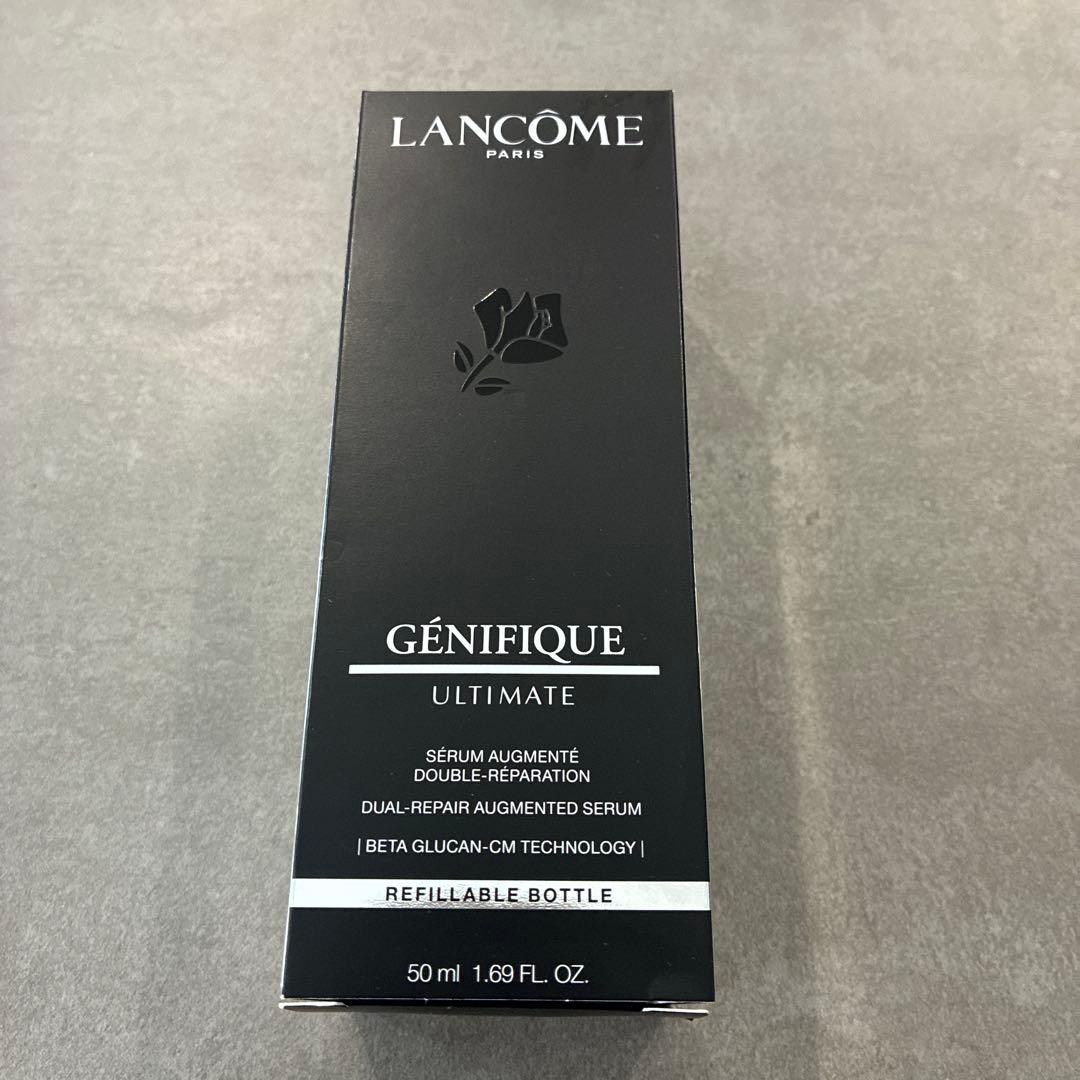 LANCÔME
PARIS
GÉNIFIQUE
ULTIMATE
SÉRUM AUGMENTÉ
DOUBLE-RÉPARATION
DUAL-REPAIR AUGMENTED SERUM
| BETA GLUCAN-CM TECHNOLOGY |
REFILLABLE BOTTLE
50 ml 1.69 FL. OZ.